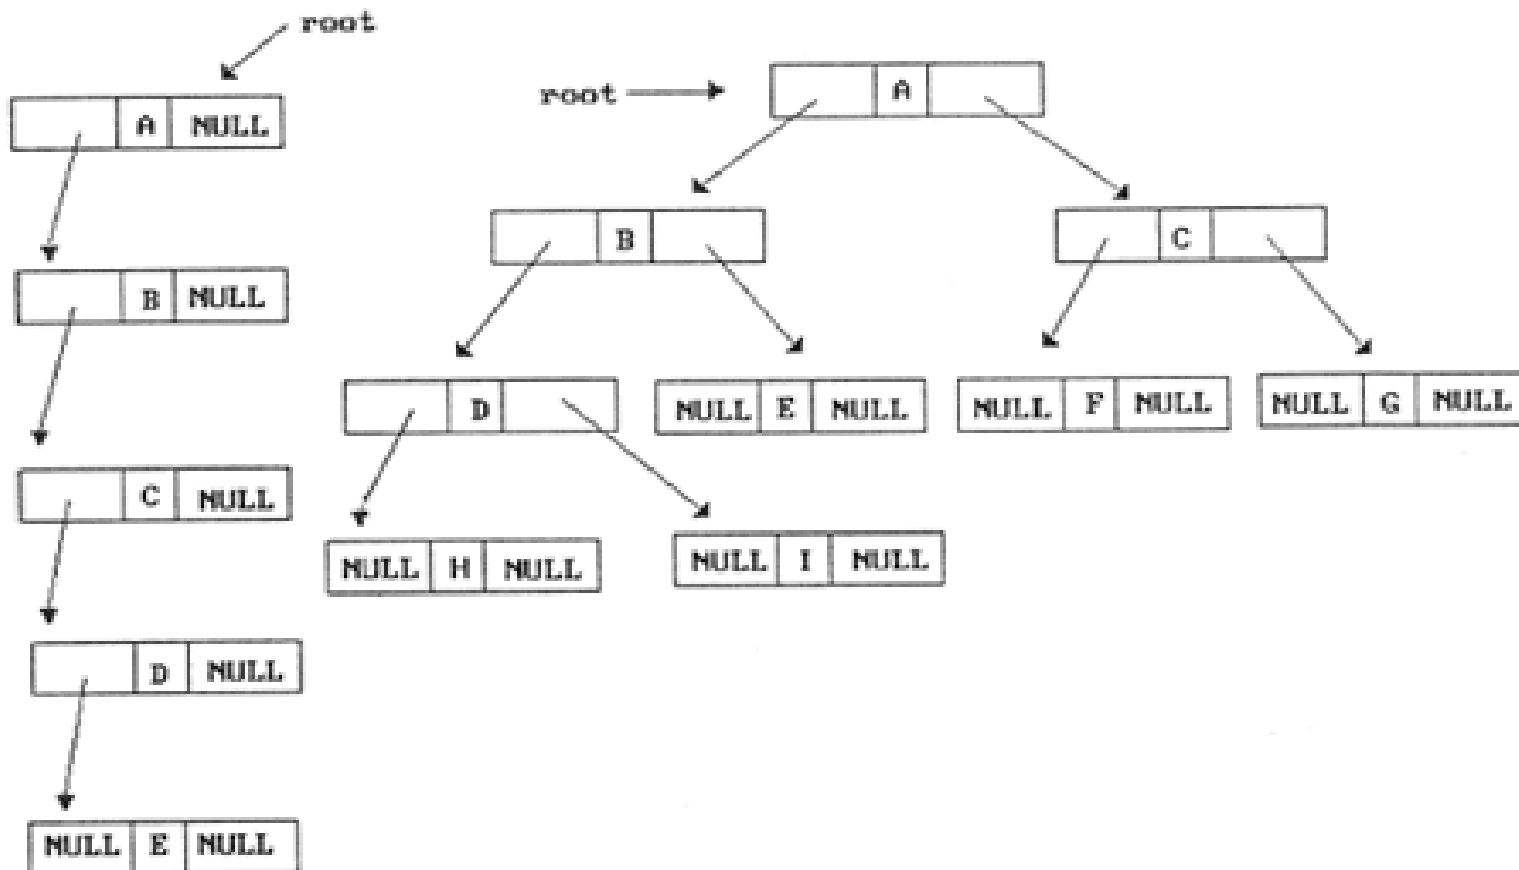 root
A NULL
B NULL
C NULL
D NULL
NULL E NULL
root
A
B
C
D
NULL E NULL
NULL F NULL
NULL G NULL
NULL H NULL
NULL I NULL